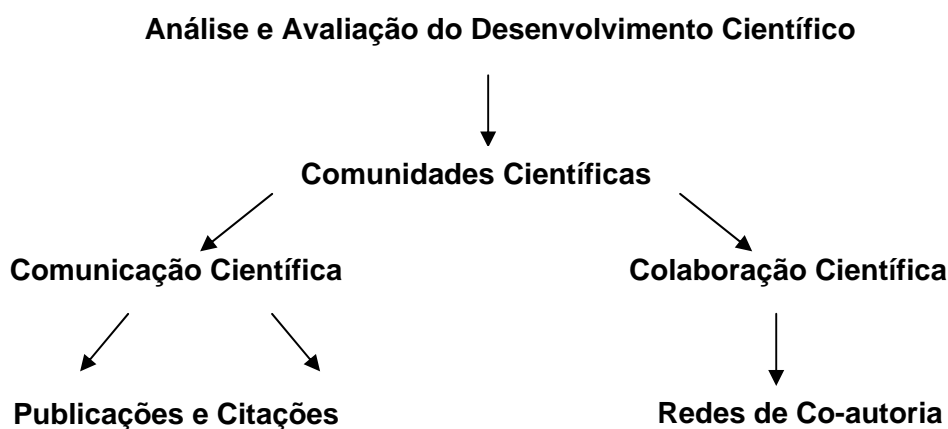 Análise e Avaliação do Desenvolvimento Científico
Comunidades Científicas
Comunicação Científica
Colaboração Científica
Publicações e Citações
Redes de Co-autoria